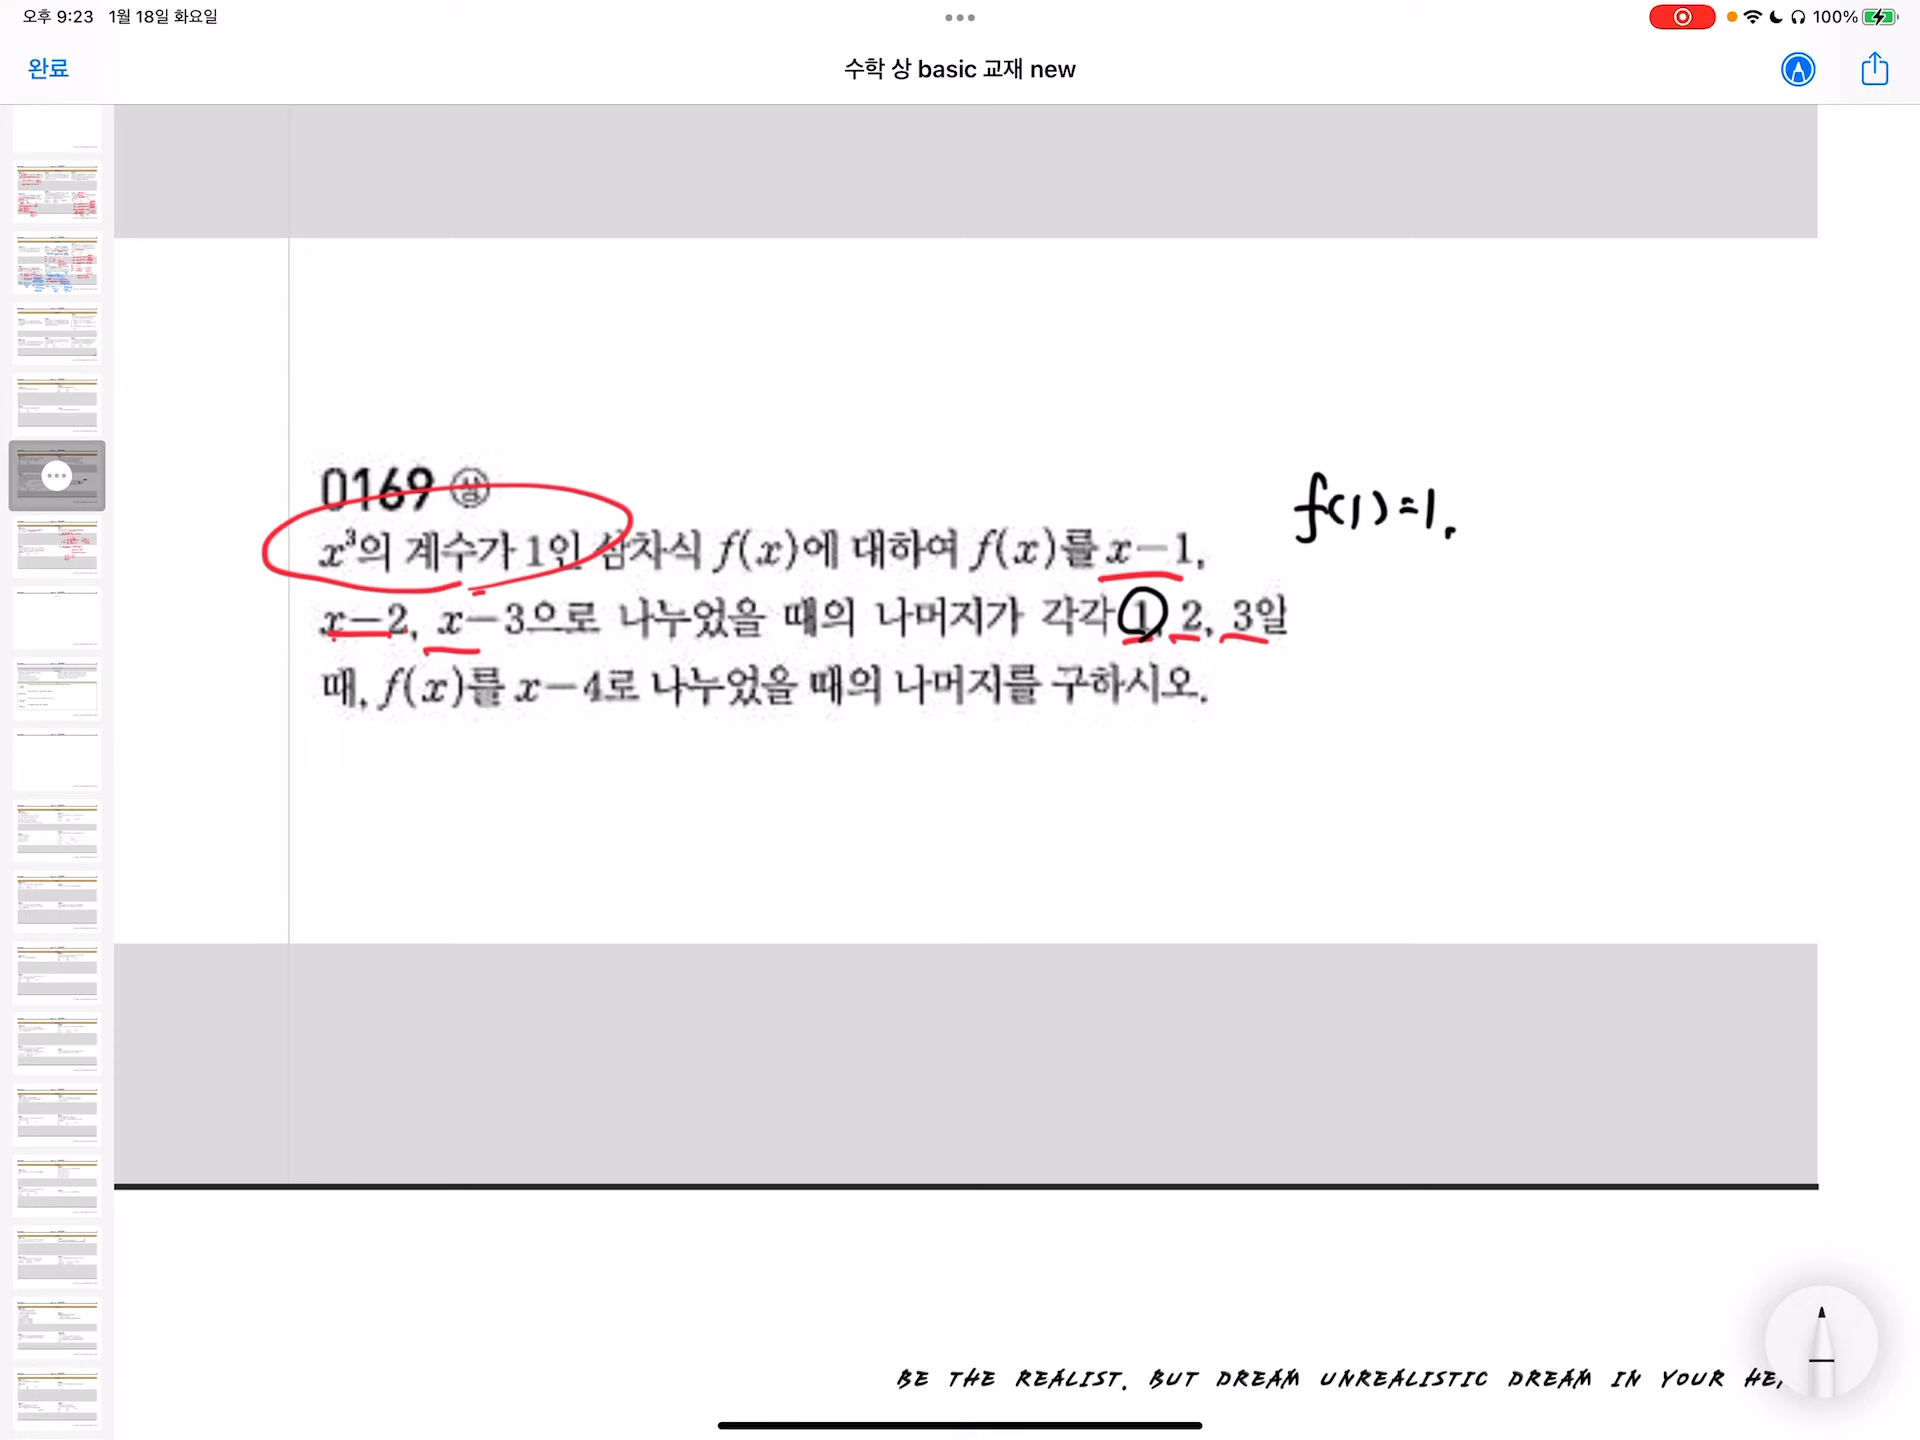 오후 9:23 1월 18일 화요일
100%
완료
수학 상 basic 교재 new
0169 상
x³의 계수가 1인 삼차식 f(x)에 대하여 f(x)를 x-1,
f(1)=1.
x-2, x-3으로 나누었을 때의 나머지가 각각 1, 2, 3일
때, f(x)를 x-4로 나누었을 때의 나머지를 구하시오.
BE THE REALIST. BUT DREAM UNREALISTIC DREAM IN YOUR